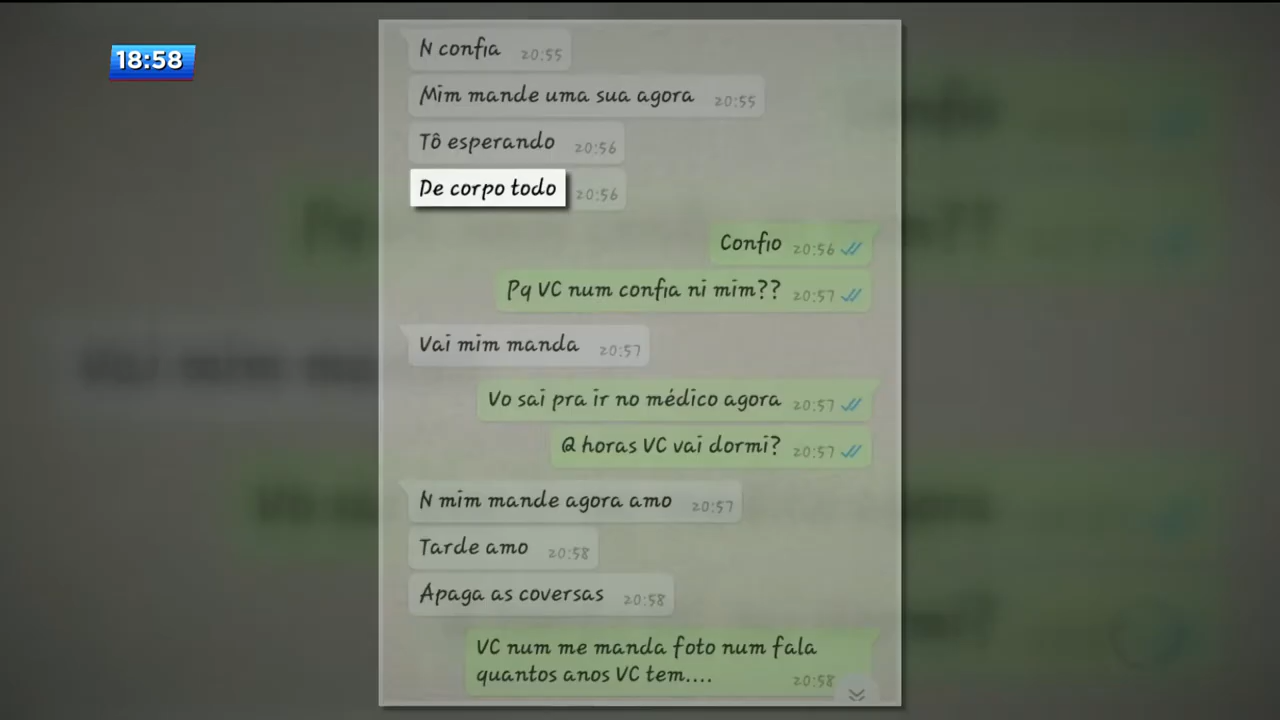 18:58
N confia 20:55
Mim mande uma sua agora 20:55
Tô esperando 20:56
De corpo todo 20:56
Confio 20:56
Pq VC num confia ni mim?? 20:57
Vai mim manda 20:57
Vo sai pra ir no médico agora 20:57
Q horas VC vai dormi? 20:57
N mim mande agora amo 20:57
Tarde amo 20:58
Apaga as coversas 20:58
VC num me manda foto num fala
quantos anos VC tem.... 20:58